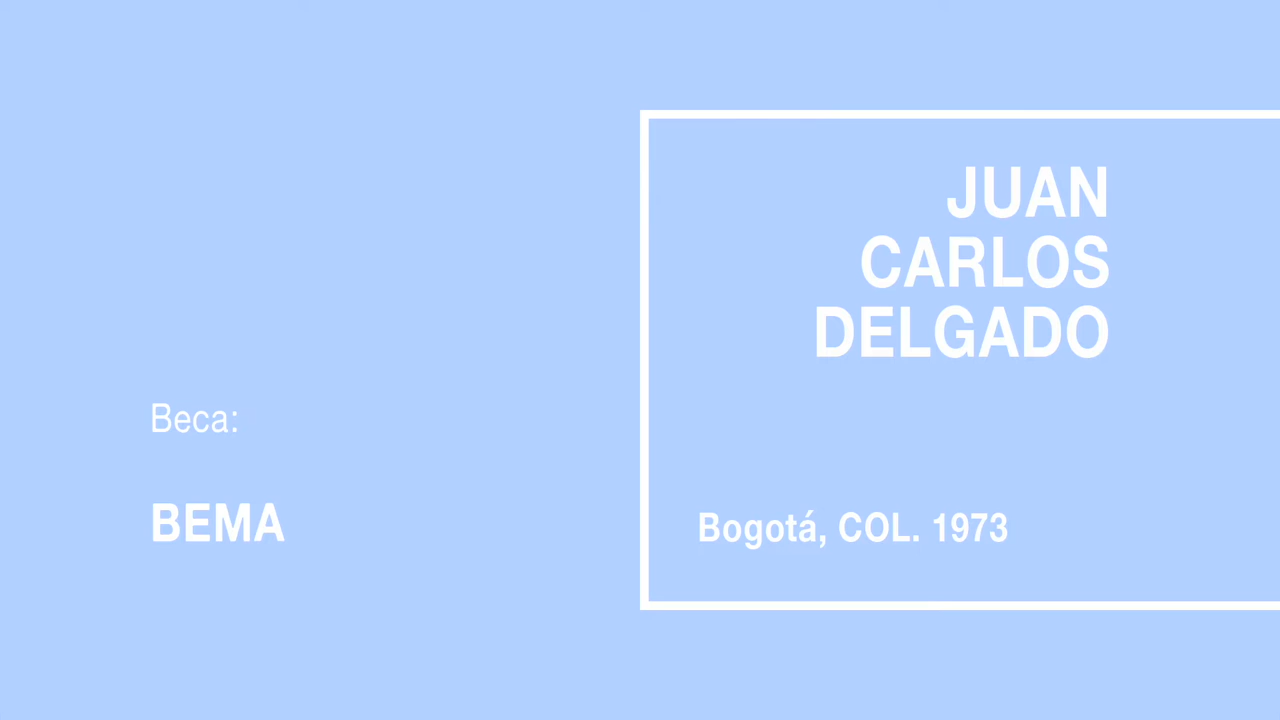 JUAN
CARLOS
DELGADO
Beca:
BEMA
Bogotá, COL. 1973